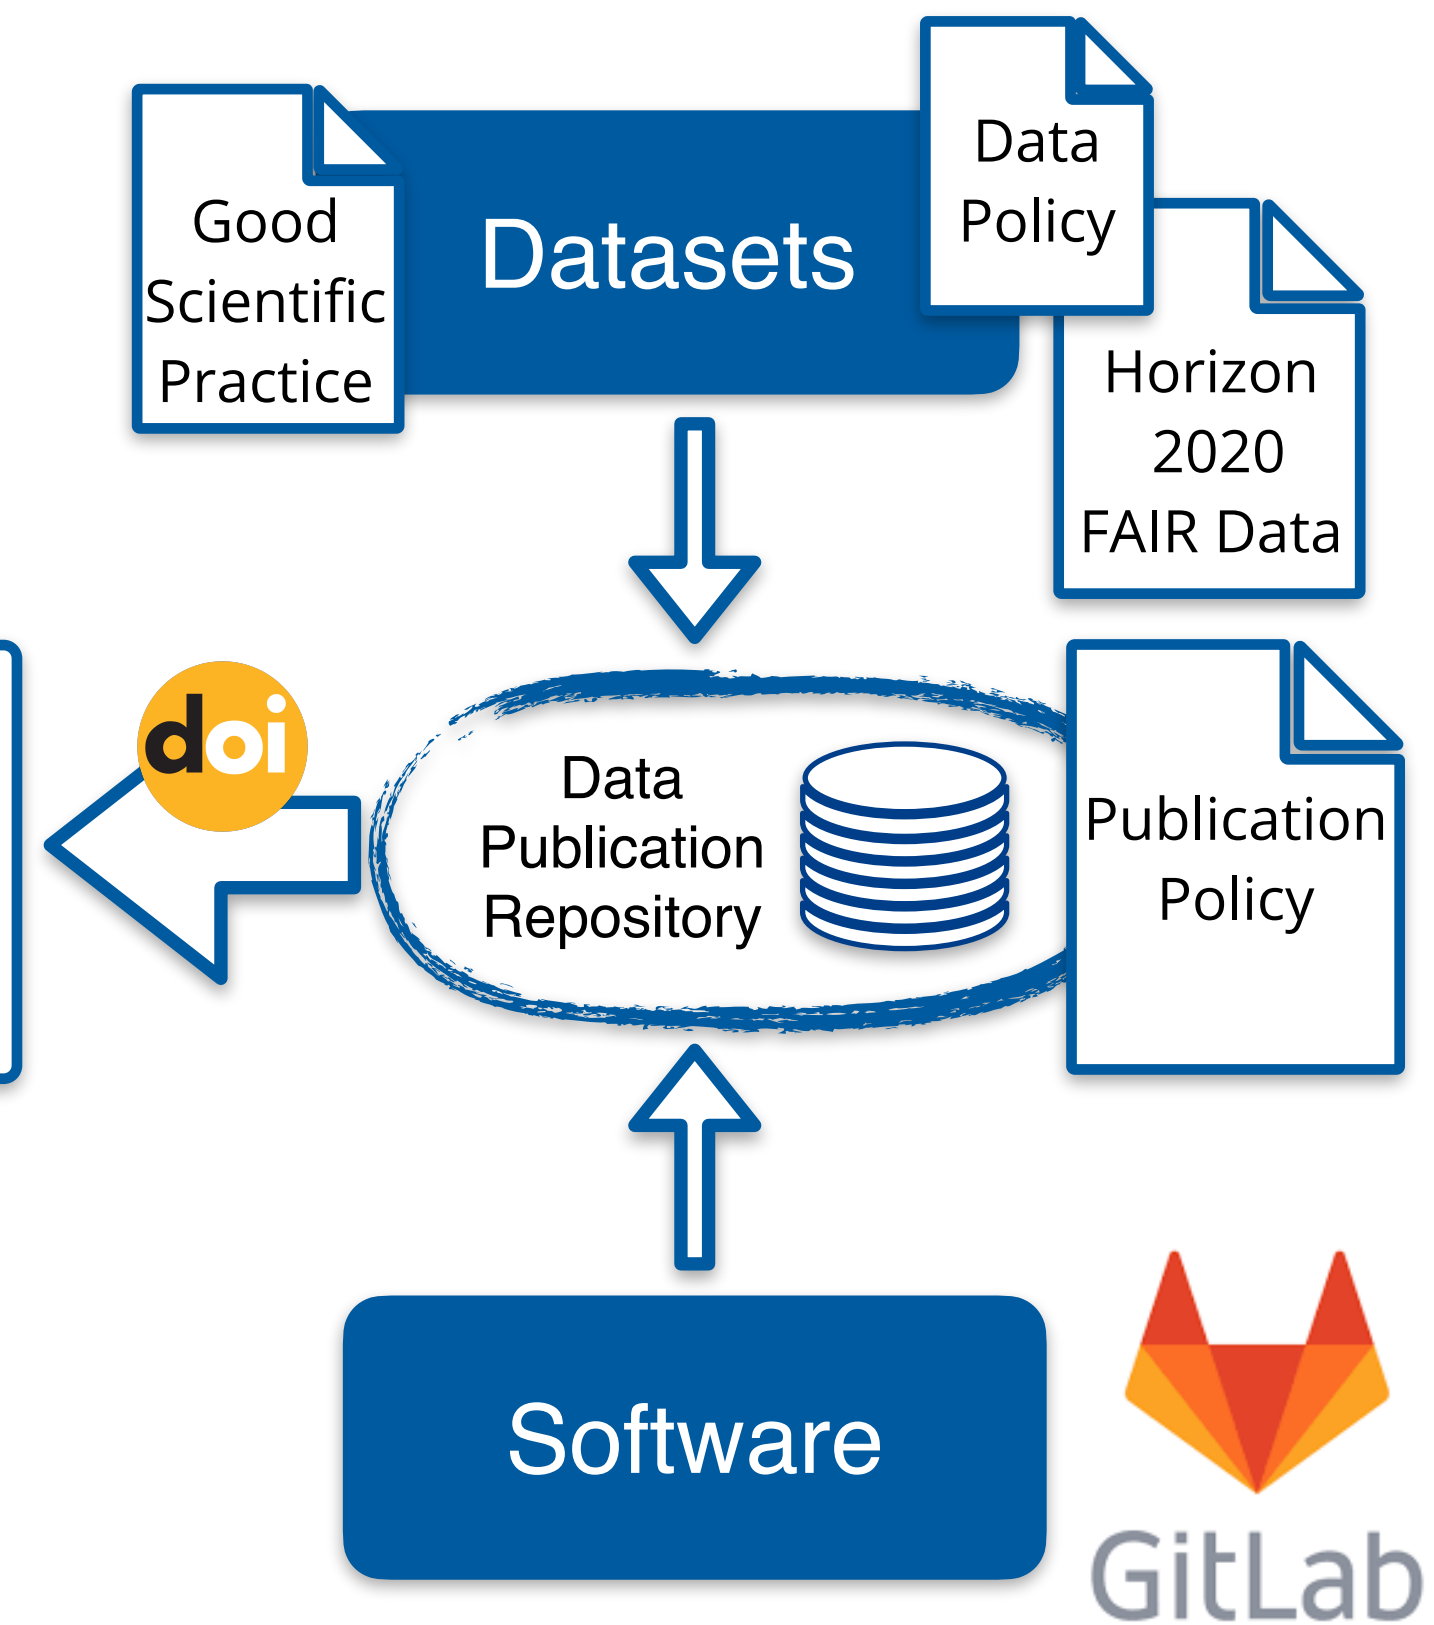 Data
Policy
Good
Scientific
Practice
Datasets
Horizon
2020
FAIR Data
doi
Data
Publication
Repository
Publication
Policy
Software
GitLab